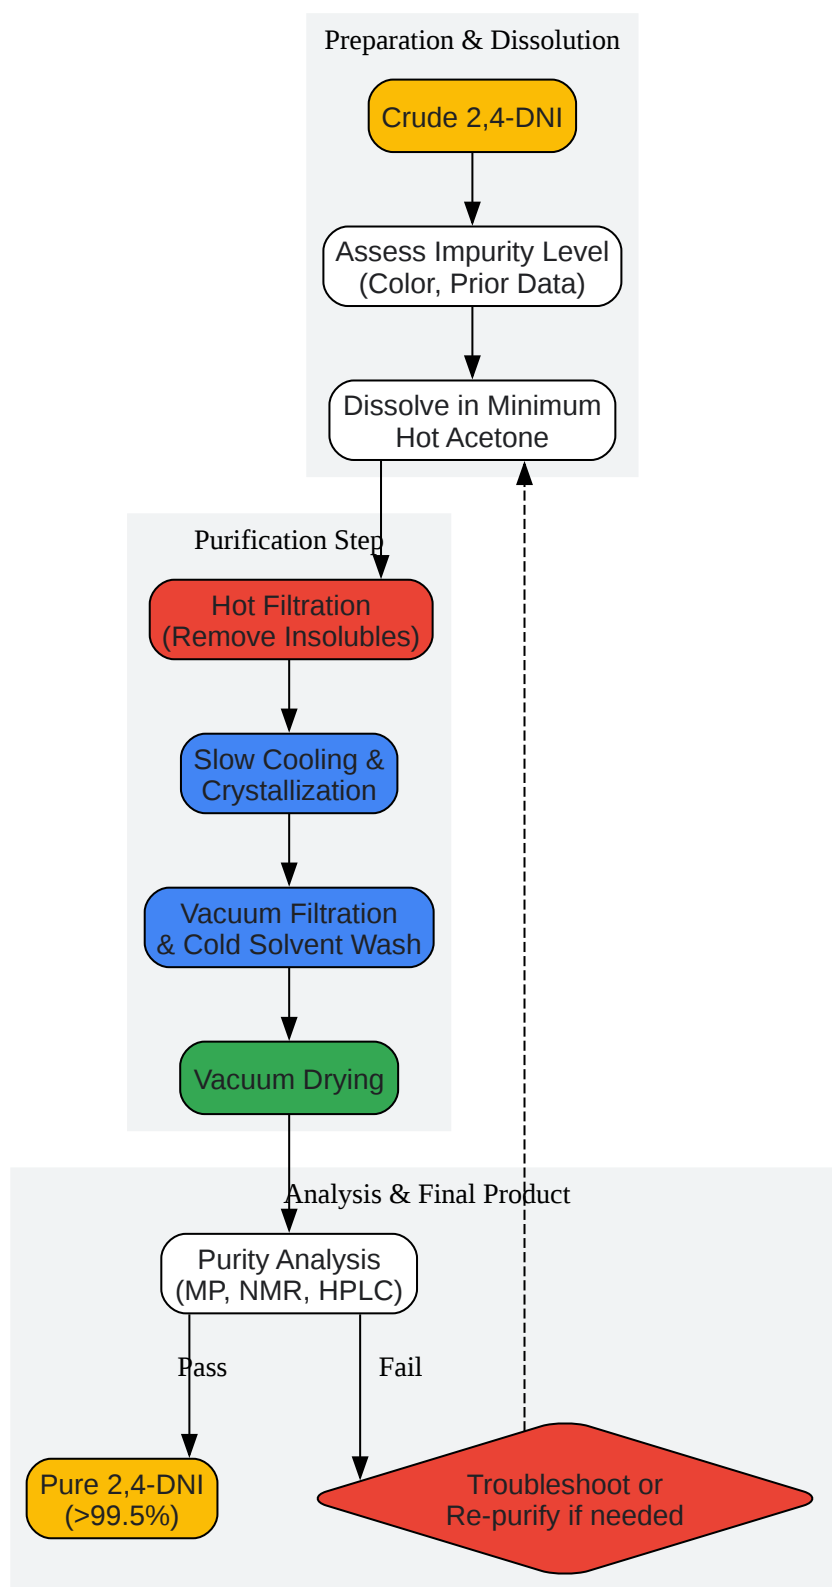 Preparation & Dissolution
Crude 2,4-DNI
Assess Impurity Level
(Color, Prior Data)
Dissolve in Minimum
Hot Acetone
Purification Step
Hot Filtration
(Remove Insolubles)
Slow Cooling &
Crystallization
Vacuum Filtration
& Cold Solvent Wash
Vacuum Drying
Analysis & Final Product
Purity Analysis
(MP, NMR, HPLC)
Pass
Fail
Pure 2,4-DNI
(>99.5%)
Troubleshoot or
Re-purify if needed